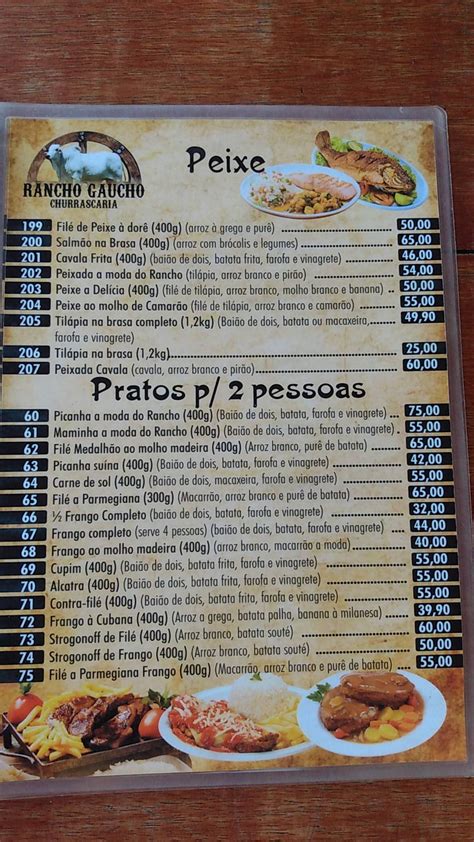 RANCHO GAUCHO
CHURRASCARIA
Peixe
199 Filé de Peixe à dorê (400g) (arroz à grega e purê) 50,00
200 Salmão na Brasa (400g) (arroz com brócolis e legumes) 65,00
201 Cavala Frita (400g) (baião de dois, batata frita, farofa e vinagrete) 46,00
202 Peixada a moda do Rancho (tilápia, arroz branco e pirão) 54,00
203 Peixe a Delícia (400g) (filé de tilápia, arroz branco, molho branco e banana) 50,00
204 Peixe ao molho de Camarão (filé de tilápia, arroz branco e camarão) 55,00
205 Tilápia na brasa completo (1,2kg) (Baião de dois, batata ou macaxeira, 49,90
farofa e vinagrete)
206 Tilápia na brasa (1,2kg) 25,00
207 Peixada Cavala (cavala, arroz branco e pirão) 60,00
Pratos p/ 2 pessoas
60 Picanha a moda do Rancho (400g) (Baião de dois, batata, farofa e vinagrete) 75,00
61 Maminha a moda do Rancho (400g) (Baião de dois, batata, farofa e vinagrete) 55,00
62 Filé Medalhão ao molho madeira (400g) (Arroz branco, purê de batata) 65,00
63 Picanha suína (400g) (Baião de dois, batata, farofa e vinagrete) 42,00
64 Carne de sol (400g) (Baião de dois, macaxeira, farofa e vinagrete) 55,00
65 Filé a Parmegiana (300g) (Macarrão, arroz branco e purê de batata) 65,00
66 ½ Frango Completo (baião de dois, batata, farofa e vinagrete) 32,00
67 Frango completo (serve 4 pessoas) (baião de dois, batata, farofa e vinagrete) 44,00
68 Frango ao molho madeira (400g) (arroz branco, macarrão a moda) 40,00
69 Cupim (400g) (Baião de dois, batata frita, farofa e vinagrete) 55,00
70 Alcatra (400g) (Baião de dois, batata frita, farofa e vinagrete) 55,00
71 Contra-filé (400g) (Baião de dois, batata frita, farofa e vinagrete) 55,00
72 Frango à Cubana (400g) (Arroz a grega, batata palha, banana à milanesa) 39,90
73 Strogonoff de Filé (400g) (Arroz branco, batata souté) 60,00
74 Strogonoff de Frango (400g) (Arroz branco, batata souté) 50,00
75 Filé a Parmegiana Frango (400g) (Macarrão, arroz branco e purê de batata) 55,00